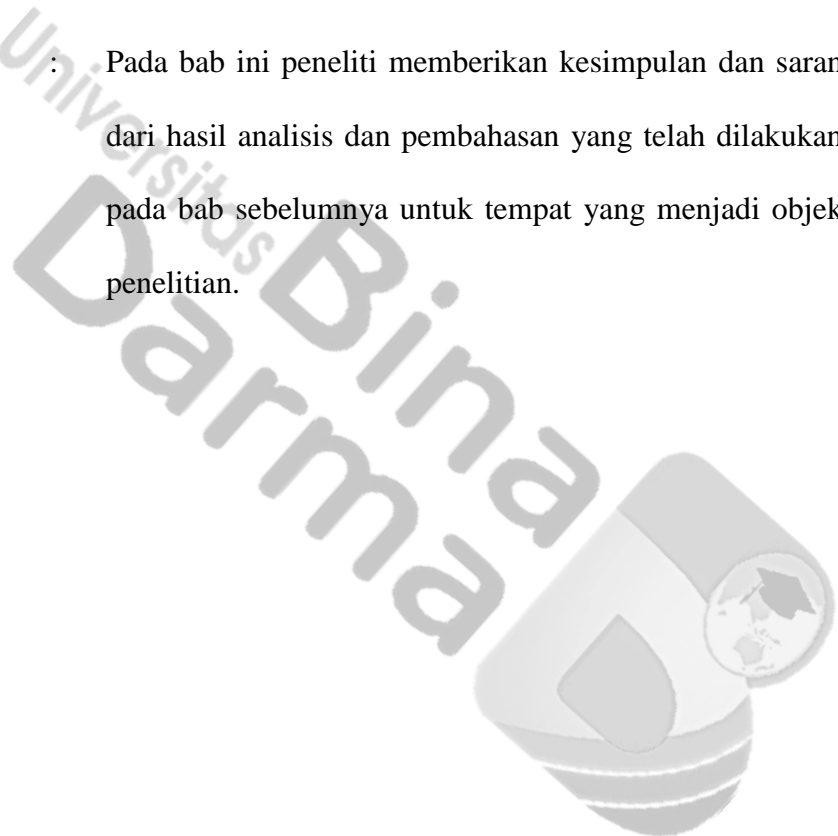 : Pada bab ini peneliti memberikan kesimpulan dan saran
dari hasil analisis dan pembahasan yang telah dilakukan
pada bab sebelumnya untuk tempat yang menjadi objek
penelitian.
Universitas
Bina
Darma